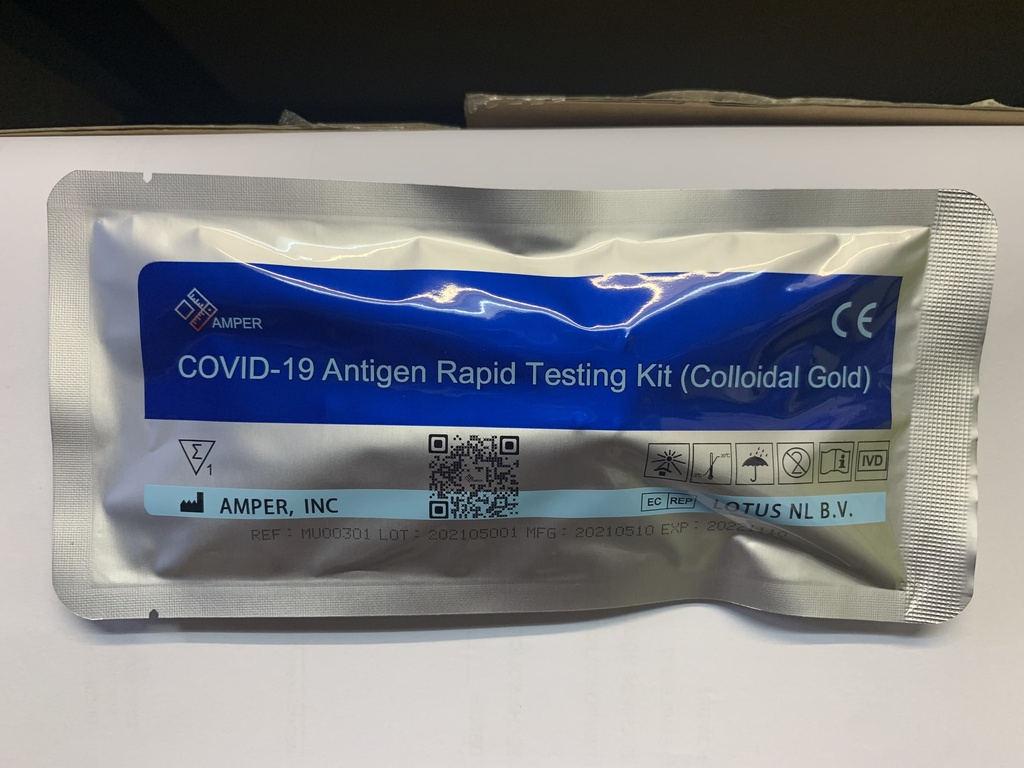 AMPER
CE
COVID-19 Antigen Rapid Testing Kit (Colloidal Gold)
Σ
1
IVD
AMPER, INC
EC REP
LOTUS NL B.V.
REF: MU00301 LOT: 202105001 MFG: 20210510 EXP: